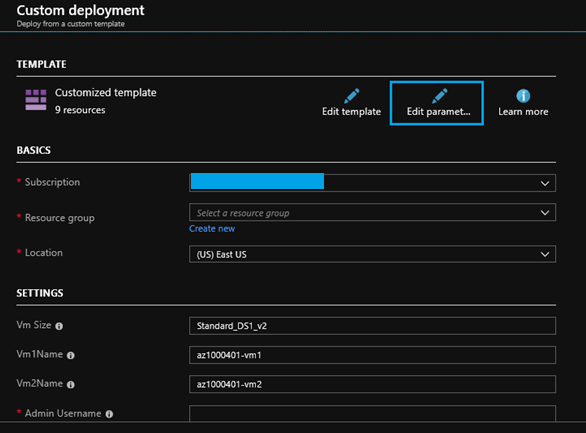 Custom deployment
Deploy from a custom template
TEMPLATE
Customized template
9 resources
Edit template
Edit paramet...
Learn more
BASICS
* Subscription
* Resource group
Select a resource group
Create new
* Location
(US) East US
SETTINGS
Vm Size
Standard_DS1_v2
Vm1Name
az1000401-vm1
Vm2Name
az1000401-vm2
* Admin Username